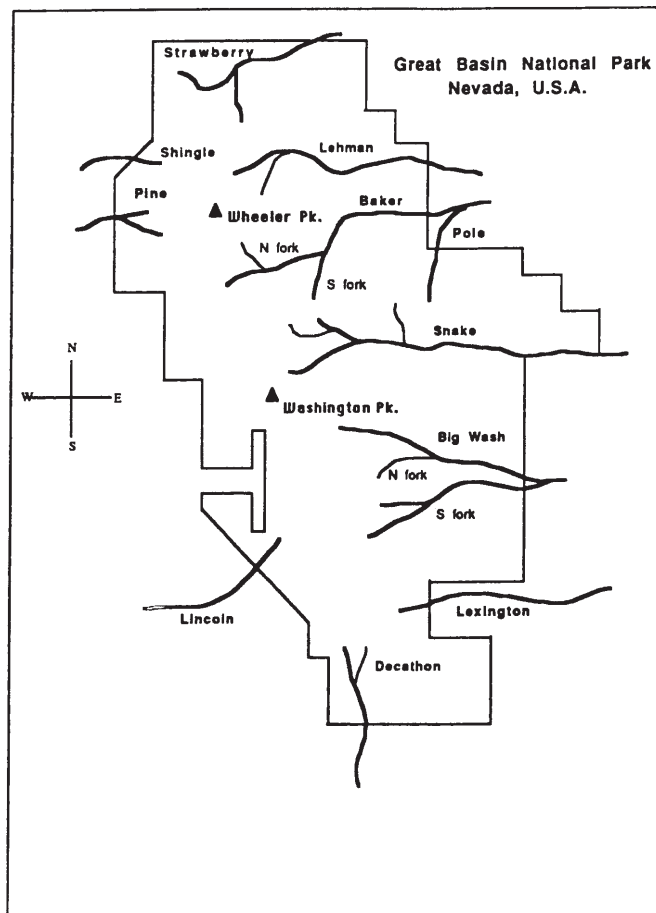 Strawberry
Great Basin National Park
Nevada, U.S.A.
Shingle
Lehman
Pine
Baker
Wheeler Pk.
Pole
N fork
S fork
Snake
N
W
E
S
Washington Pk.
Big Wash
N fork
S fork
Lincoln
Lexington
Decathon